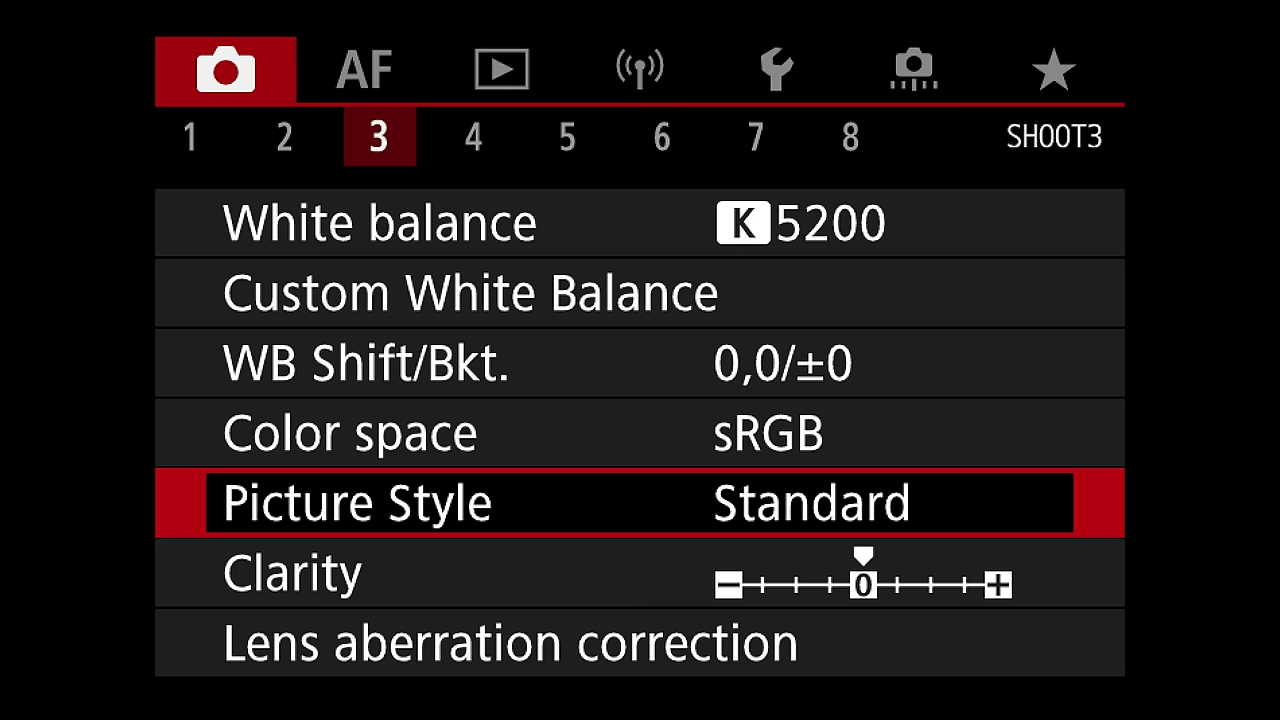 AF
1 2 3 4 5 6 7 8 SHOOT3
White balance K 5200
Custom White Balance
WB Shift/Bkt. 0,0/±0
Color space sRGB
Picture Style Standard
Clarity − 0 +
Lens aberration correction